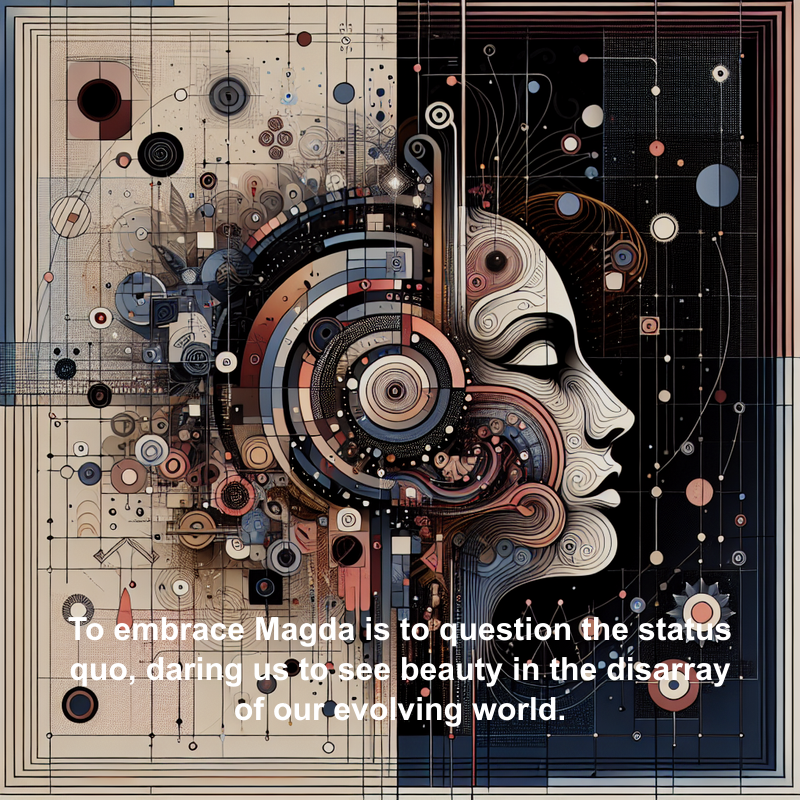 To embrace Magda is to question the status
quo, daring us to see beauty in the disarray
of our evolving world.